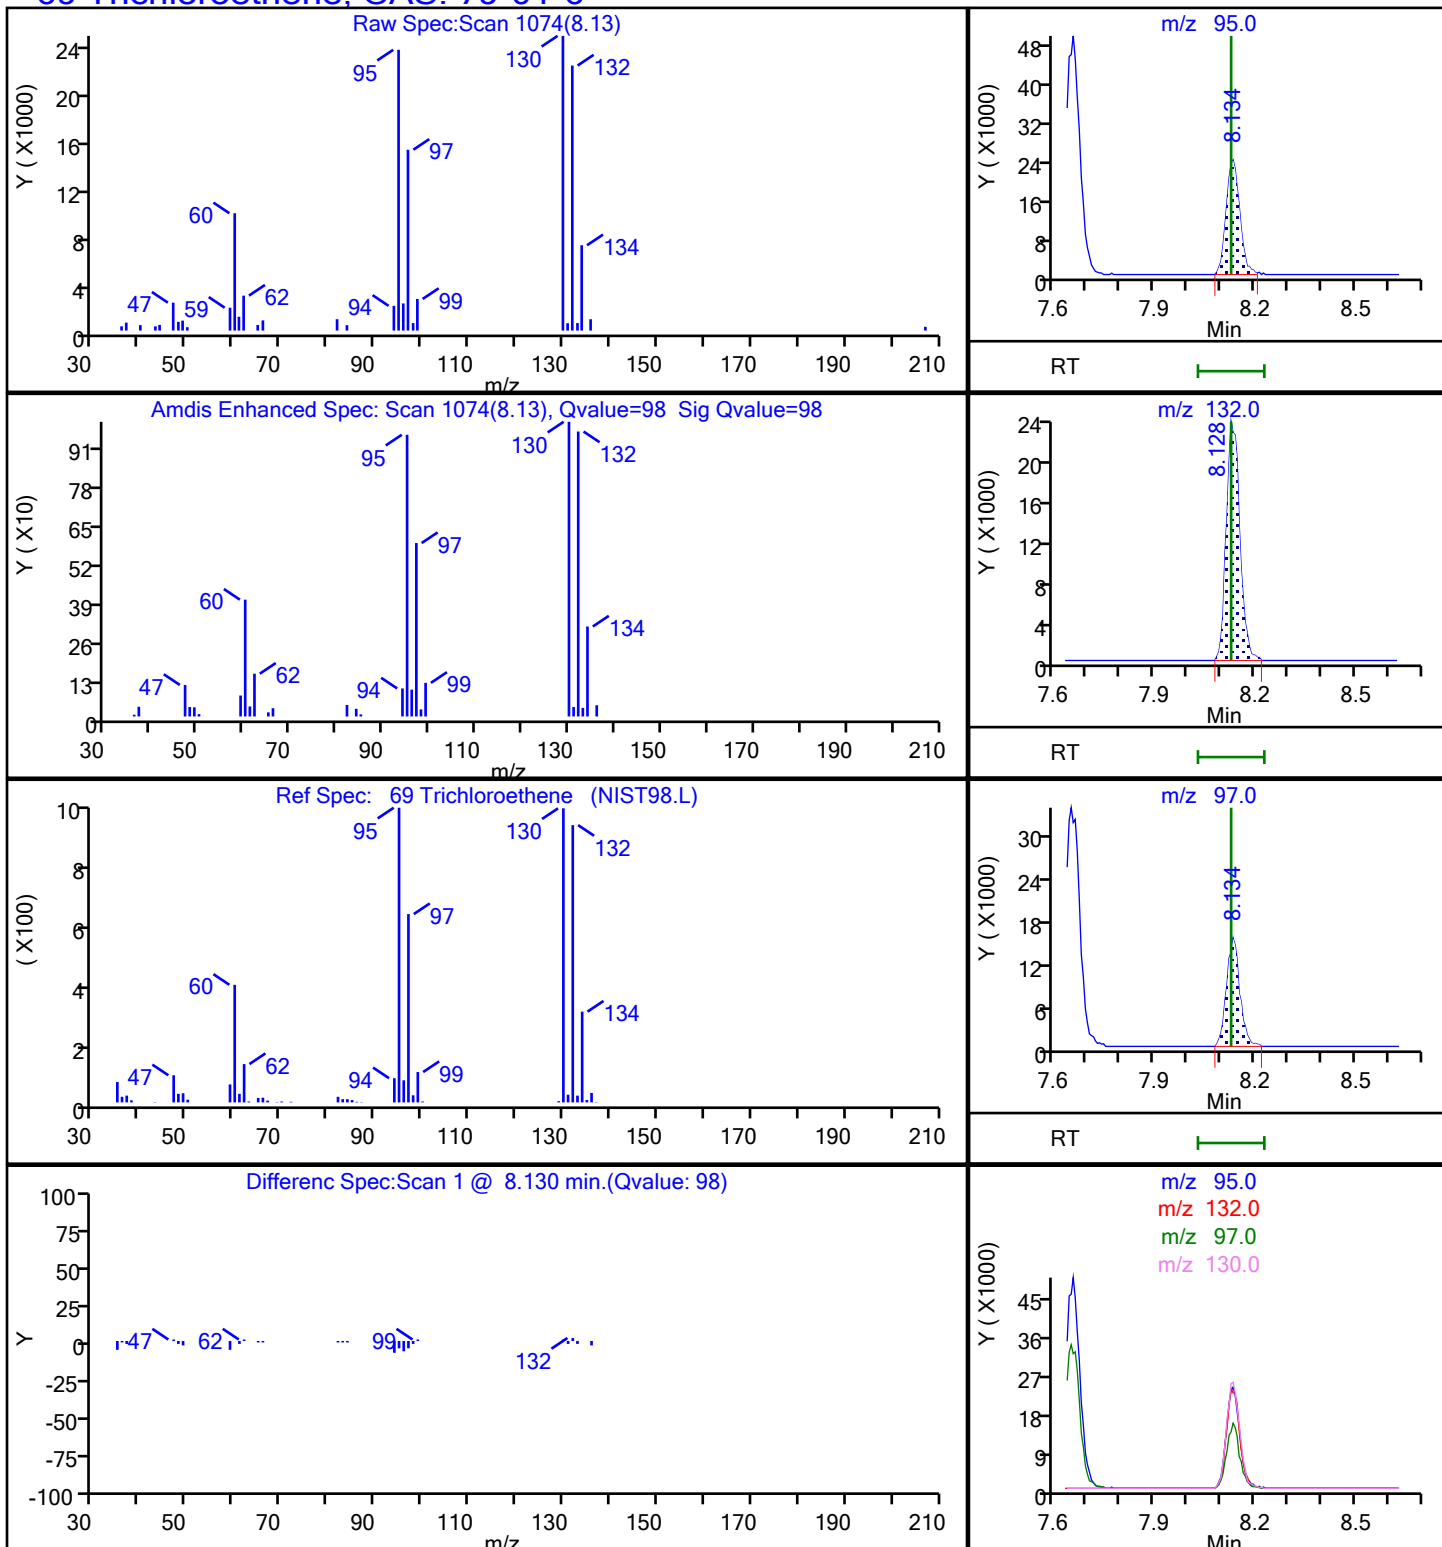 69 Trichloroethene, CAS: 79-01-6
Raw Spec:Scan 1074(8.13)
Y ( X1000)
24
20
16
12
8
4
0
47
59
60
62
94
95
97
99
130
132
134
30 50 70 90 110 130 150 170 190 210
m/z
m/z 95.0
Y ( X1000)
48
40
32
24
16
8
0
8.134
7.6 7.9 8.2 8.5
Min
RT
Amdis Enhanced Spec: Scan 1074(8.13), Qvalue=98 Sig Qvalue=98
Y ( X10)
91
78
65
52
39
26
13
0
47
60
62
94
95
97
99
130
132
134
30 50 70 90 110 130 150 170 190 210
m/z
m/z 132.0
Y ( X1000)
24
20
16
12
8
4
0
8.128
7.6 7.9 8.2 8.5
Min
RT
Ref Spec: 69 Trichloroethene (NIST98.L)
( X100)
10
8
6
4
2
0
47
60
62
94
95
97
99
130
132
134
30 50 70 90 110 130 150 170 190 210
m/z 97.0
Y ( X1000)
30
24
18
12
6
0
8.134
7.6 7.9 8.2 8.5
Min
RT
Differenc Spec:Scan 1 @ 8.130 min.(Qvalue: 98)
Y
100
75
50
25
0
-25
-50
-75
-100
47
62
99
132
30 50 70 90 110 130 150 170 190 210
m/z
m/z 95.0
m/z 132.0
m/z 97.0
m/z 130.0
Y ( X1000)
45
36
27
18
9
0
7.6 7.9 8.2 8.5
Min